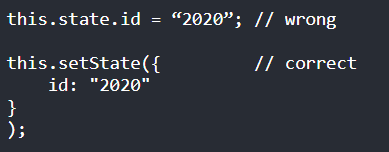 this.state.id = “2020”; // wrong
this.setState({          // correct
    id: "2020"
}
);